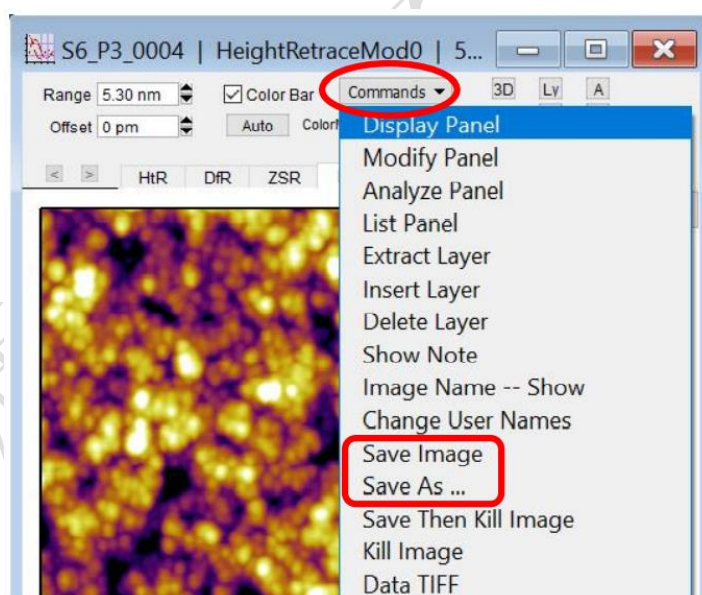 S6_P3_0004 | HeightRetraceMod0 | 5...
Range 5.30 nm Color Bar Commands 3D Ly A
Offset 0 pm Auto
< > HtR DfR ZSR
Display Panel
Modify Panel
Analyze Panel
List Panel
Extract Layer
Insert Layer
Delete Layer
Show Note
Image Name -- Show
Change User Names
Save Image
Save As ...
Save Then Kill Image
Kill Image
Data TIFF